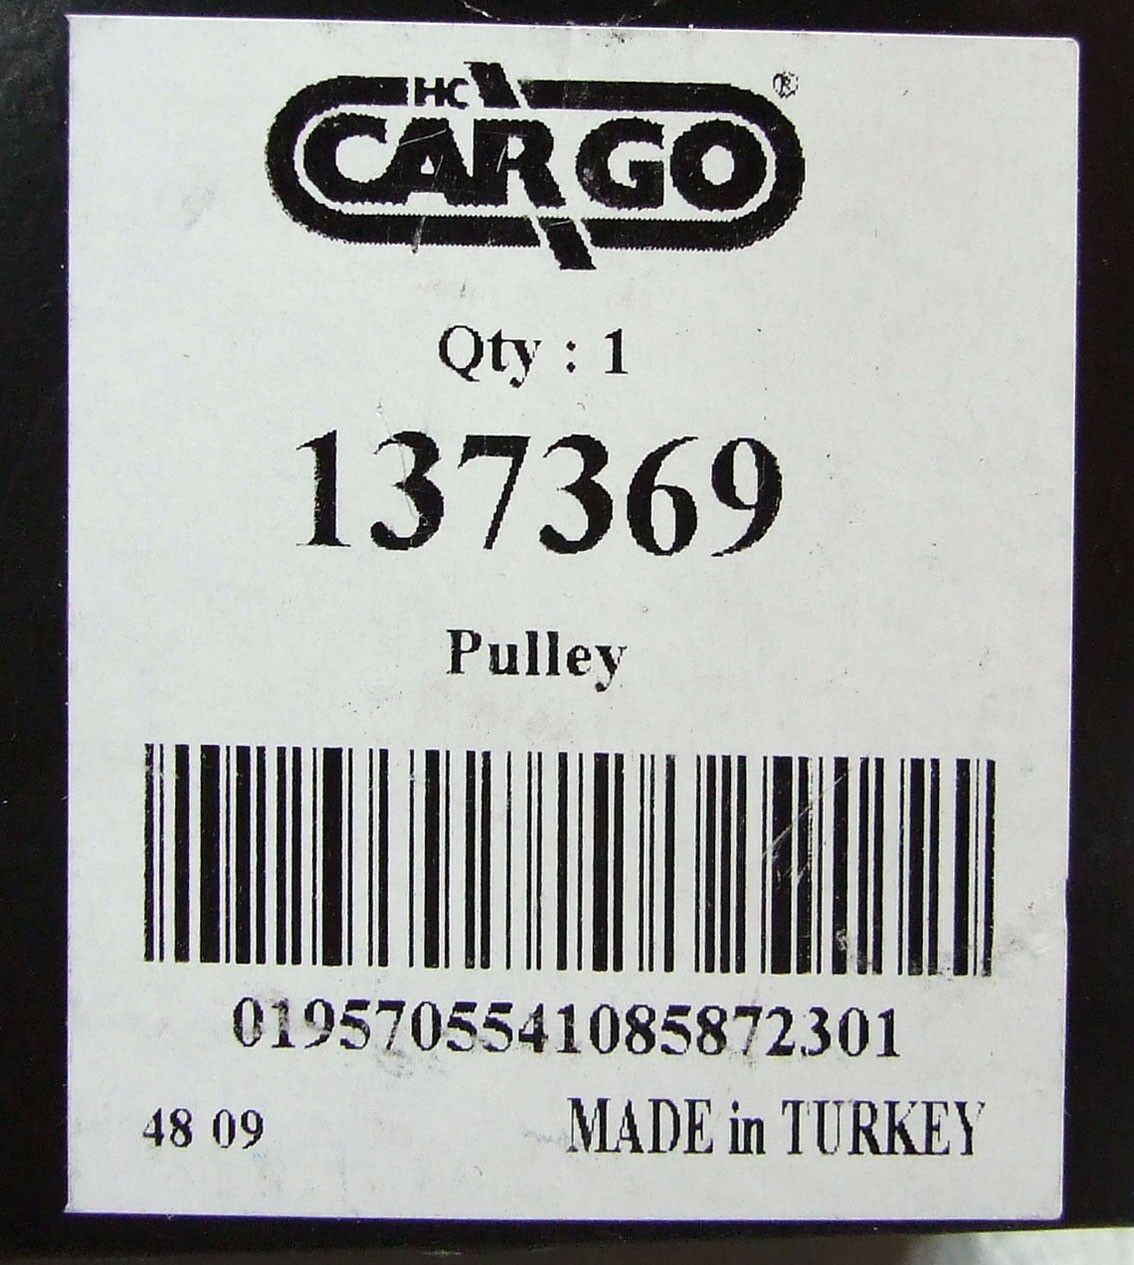 HC
CARGO ®
Qty : 1
137369
Pulley
0195705541085872301
48 09 MADE in TURKEY